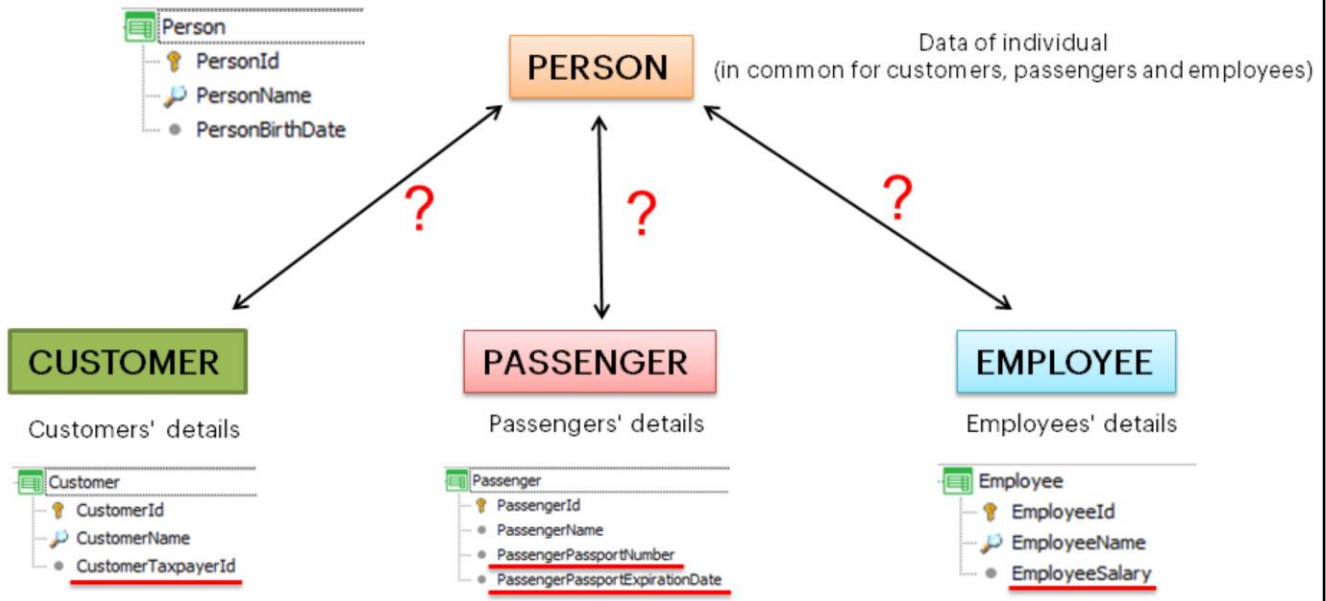 Person
PersonId
PersonName
PersonBirthDate
PERSON
Data of individual
(in common for customers, passengers and employees)
?
?
?
CUSTOMER
PASSENGER
EMPLOYEE
Customers' details
Passengers' details
Employees' details
Customer
CustomerId
CustomerName
CustomerTaxpayerId
Passenger
PassengerId
PassengerName
PassengerPassportNumber
PassengerPassportExpirationDate
Employee
EmployeeId
EmployeeName
EmployeeSalary